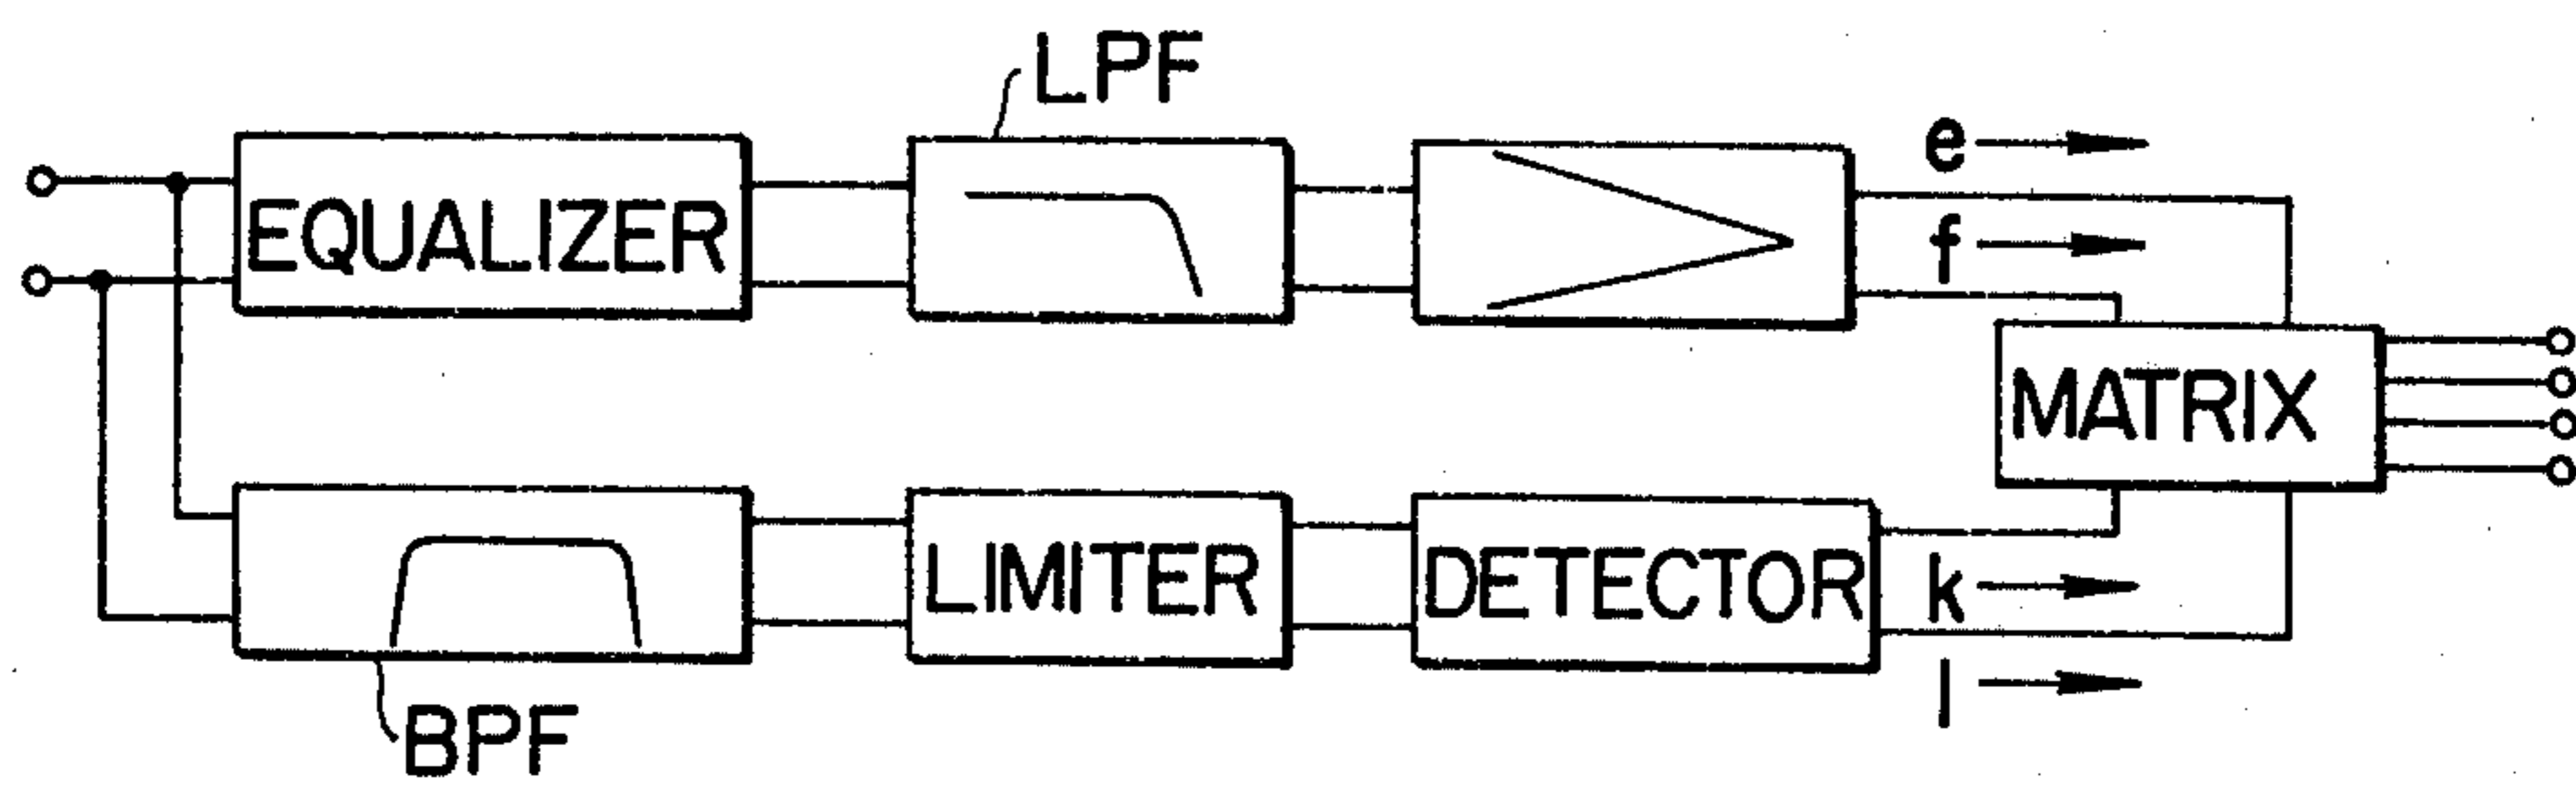 LPF
EQUALIZER
e
f
MATRIX
LIMITER
DETECTOR
k
l
BPF